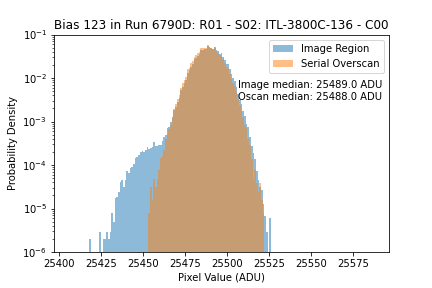 Bias 123 in Run 6790D: R01 - S02: ITL-3800C-136 - C00
Image Region
Serial Overscan
Image median: 25489.0 ADU
Oscan median: 25488.0 ADU
Probability Density
10⁻¹
10⁻²
10⁻³
10⁻⁴
10⁻⁵
10⁻⁶
25400 25425 25450 25475 25500 25525 25550 25575
Pixel Value (ADU)